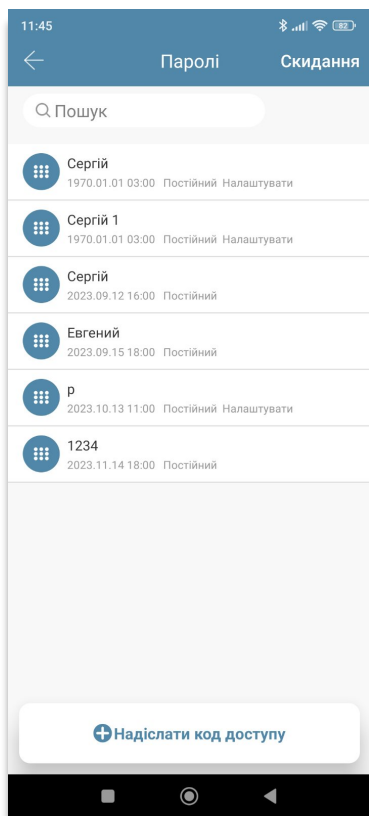 11:45 82
Паролі Скидання
Пошук
Сергій
1970.01.01 03:00 Постійний Налаштувати
Сергій 1
1970.01.01 03:00 Постійний Налаштувати
Сергій
2023.09.12 16:00 Постійний
Евгений
2023.09.15 18:00 Постійний
р
2023.10.13 11:00 Постійний Налаштувати
1234
2023.11.14 18:00 Постійний
Надіслати код доступу